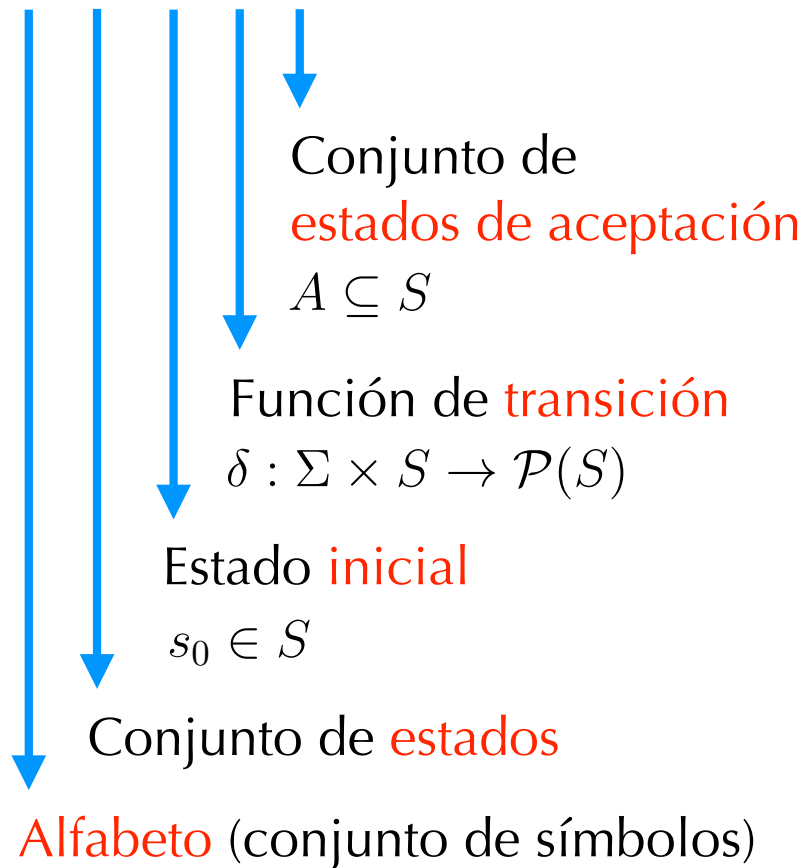 Conjunto de
estados de aceptación
A ⊆ S
Función de transición
δ : Σ × S → 𝒫(S)
Estado inicial
s₀ ∈ S
Conjunto de estados
Alfabeto (conjunto de símbolos)